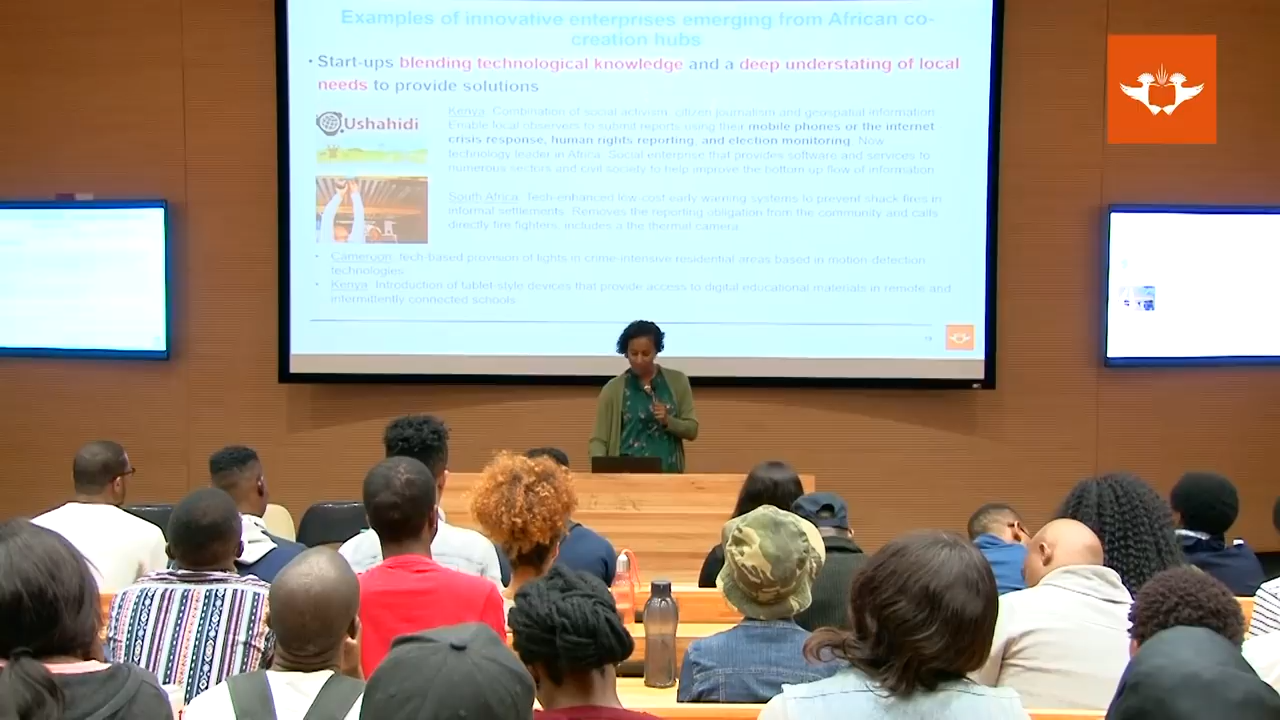 Examples of innovative enterprises emerging from African co-
creation hubs
• Start-ups blending technological knowledge and a deep understating of local
needs to provide solutions
Ushahidi
Kenya: Combination of social activism, citizen journalism and geospatial information.
Enable local observers to submit reports using their mobile phones or the internet
crisis response, human rights reporting, and election monitoring. Now
technology leader in Africa. Social enterprise that provides software and services to
numerous sectors and civil society to help improve the bottom up flow of information.
South Africa: Tech-enhanced low-cost early warning systems to prevent shack fires in
informal settlements. Removes the reporting obligation from the community and calls
directly fire fighters, includes a the thermal camera
• Cameroon: tech-based provision of lights in crime-intensive residential areas based in motion-detection
technologies
• Kenya: Introduction of tablet-style devices that provide access to digital educational materials in remote and
intermittently connected schools